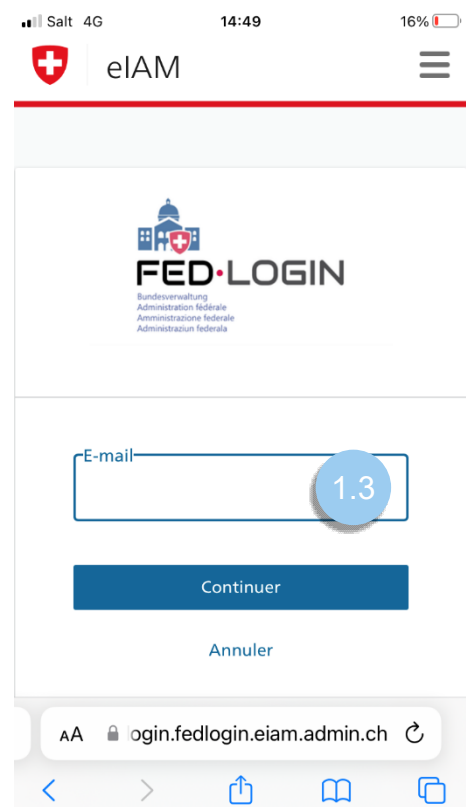 Salt 4G 14:49 16%
eIAM
FED·LOGIN
Bundesverwaltung
Administration fédérale
Amministrazione federale
Administraziun federala
E-mail
1.3
Continuer
Annuler
AA ogin.fedlogin.eiam.admin.ch